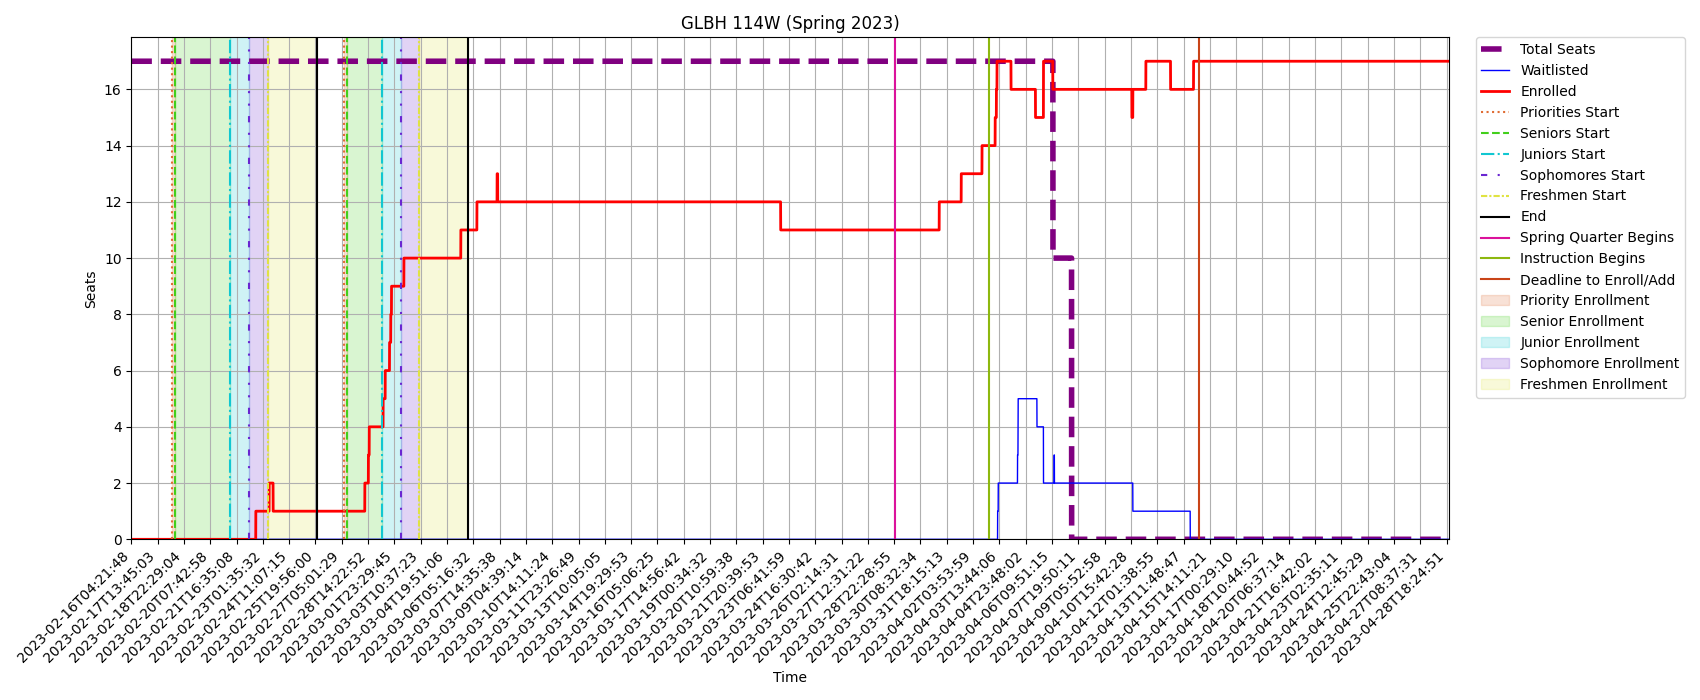 GLBH 114W (Spring 2023)
Seats
16
14
12
10
8
6
4
2
0
2023-02-16T04:21:48
2023-02-17T13:45:03
2023-02-18T22:29:04
2023-02-20T07:42:58
2023-02-21T16:35:08
2023-02-23T01:35:32
2023-02-24T11:07:15
2023-02-25T19:56:00
2023-02-27T05:01:29
2023-02-28T14:22:52
2023-03-01T23:29:45
2023-03-03T10:37:23
2023-03-04T19:51:06
2023-03-06T05:16:32
2023-03-07T14:35:38
2023-03-09T04:39:14
2023-03-10T14:11:24
2023-03-11T23:26:49
2023-03-13T10:05:05
2023-03-14T19:29:53
2023-03-16T05:06:25
2023-03-17T14:56:42
2023-03-19T00:34:32
2023-03-20T10:59:38
2023-03-21T20:39:53
2023-03-23T06:41:59
2023-03-24T16:30:42
2023-03-26T02:14:31
2023-03-27T12:31:22
2023-03-28T22:28:55
2023-03-30T08:32:34
2023-03-31T18:15:13
2023-04-02T03:53:59
2023-04-03T13:44:06
2023-04-04T23:48:02
2023-04-06T09:51:15
2023-04-07T19:50:11
2023-04-09T05:52:58
2023-04-10T15:42:28
2023-04-12T01:38:55
2023-04-13T11:48:47
2023-04-15T14:11:21
2023-04-17T00:29:10
2023-04-18T10:44:52
2023-04-20T06:37:14
2023-04-21T16:42:02
2023-04-23T02:35:11
2023-04-24T12:45:29
2023-04-25T22:43:04
2023-04-27T08:37:31
2023-04-28T18:24:51
Time
Total Seats
Waitlisted
Enrolled
Priorities Start
Seniors Start
Juniors Start
Sophomores Start
Freshmen Start
End
Spring Quarter Begins
Instruction Begins
Deadline to Enroll/Add
Priority Enrollment
Senior Enrollment
Junior Enrollment
Sophomore Enrollment
Freshmen Enrollment